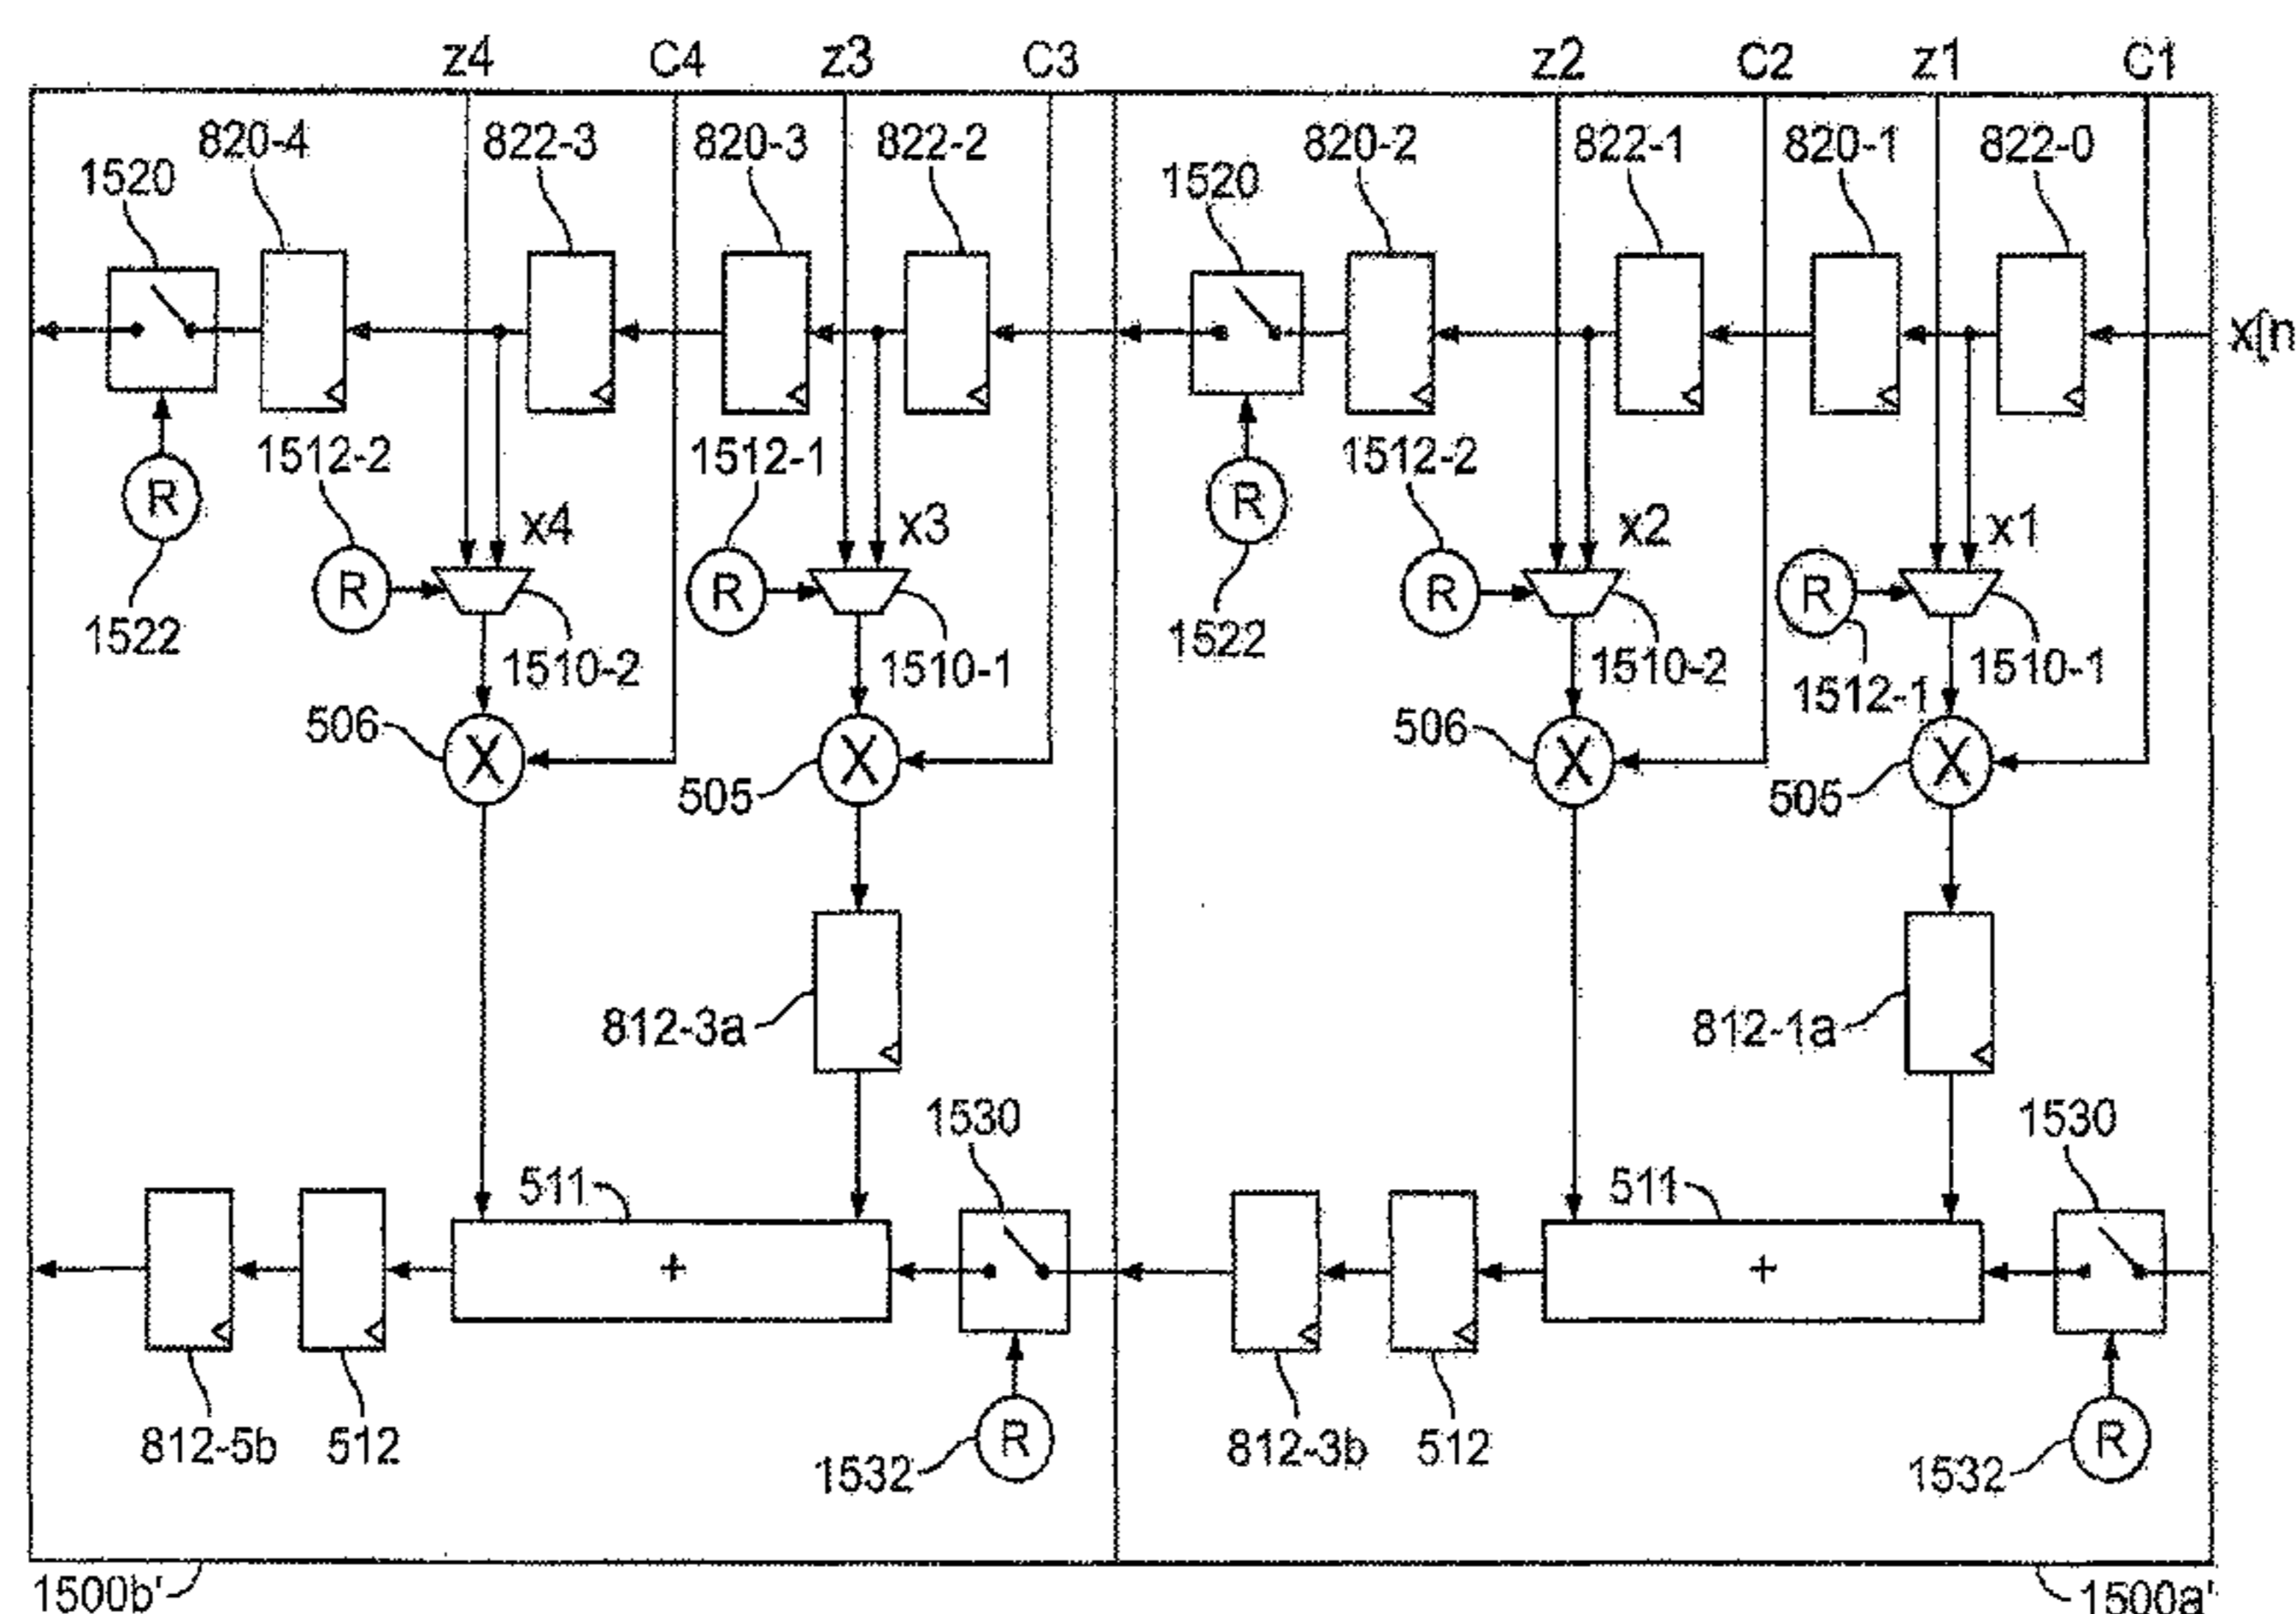 z4 C4 z3 C3 z2 C2 z1 C1
820-4 822-3 820-3 822-2 820-2 822-1 820-1 822-0
1520 1520
x[n
1512-2 1512-1 1512-2
R R
x4 x3 x2 x1
R R R R
1522 1510-2 1510-1 1522 1510-2 1512-1 1510-1
506 X 505 X 506 X 505 X
812-3a 812-1a
1530 1530
511 511
+ +
812-5b 512 812-3b 512
1532 R 1532 R
1500b' 1500a'